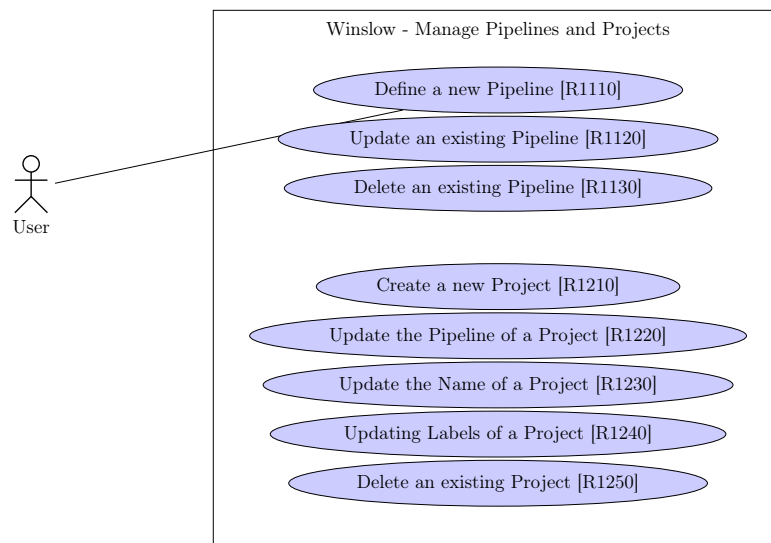 Winslow - Manage Pipelines and Projects
Define a new Pipeline [R1110]
Update an existing Pipeline [R1120]
Delete an existing Pipeline [R1130]
User
Create a new Project [R1210]
Update the Pipeline of a Project [R1220]
Update the Name of a Project [R1230]
Updating Labels of a Project [R1240]
Delete an existing Project [R1250]